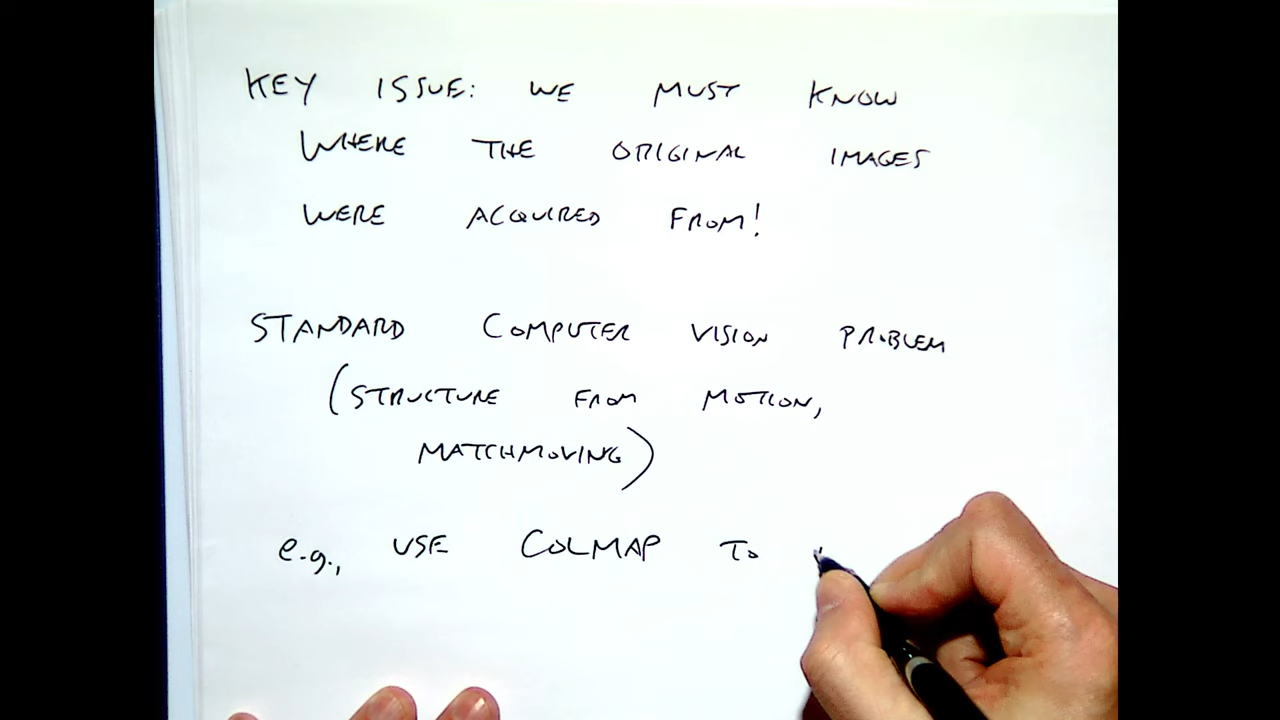 KEY ISSUE: WE MUST KNOW
WHERE THE ORIGINAL IMAGES
WERE ACQUIRED FROM!
STANDARD COMPUTER VISION PROBLEM
(STRUCTURE FROM MOTION,
MATCHMOVING)
e.g., USE COLMAP TO